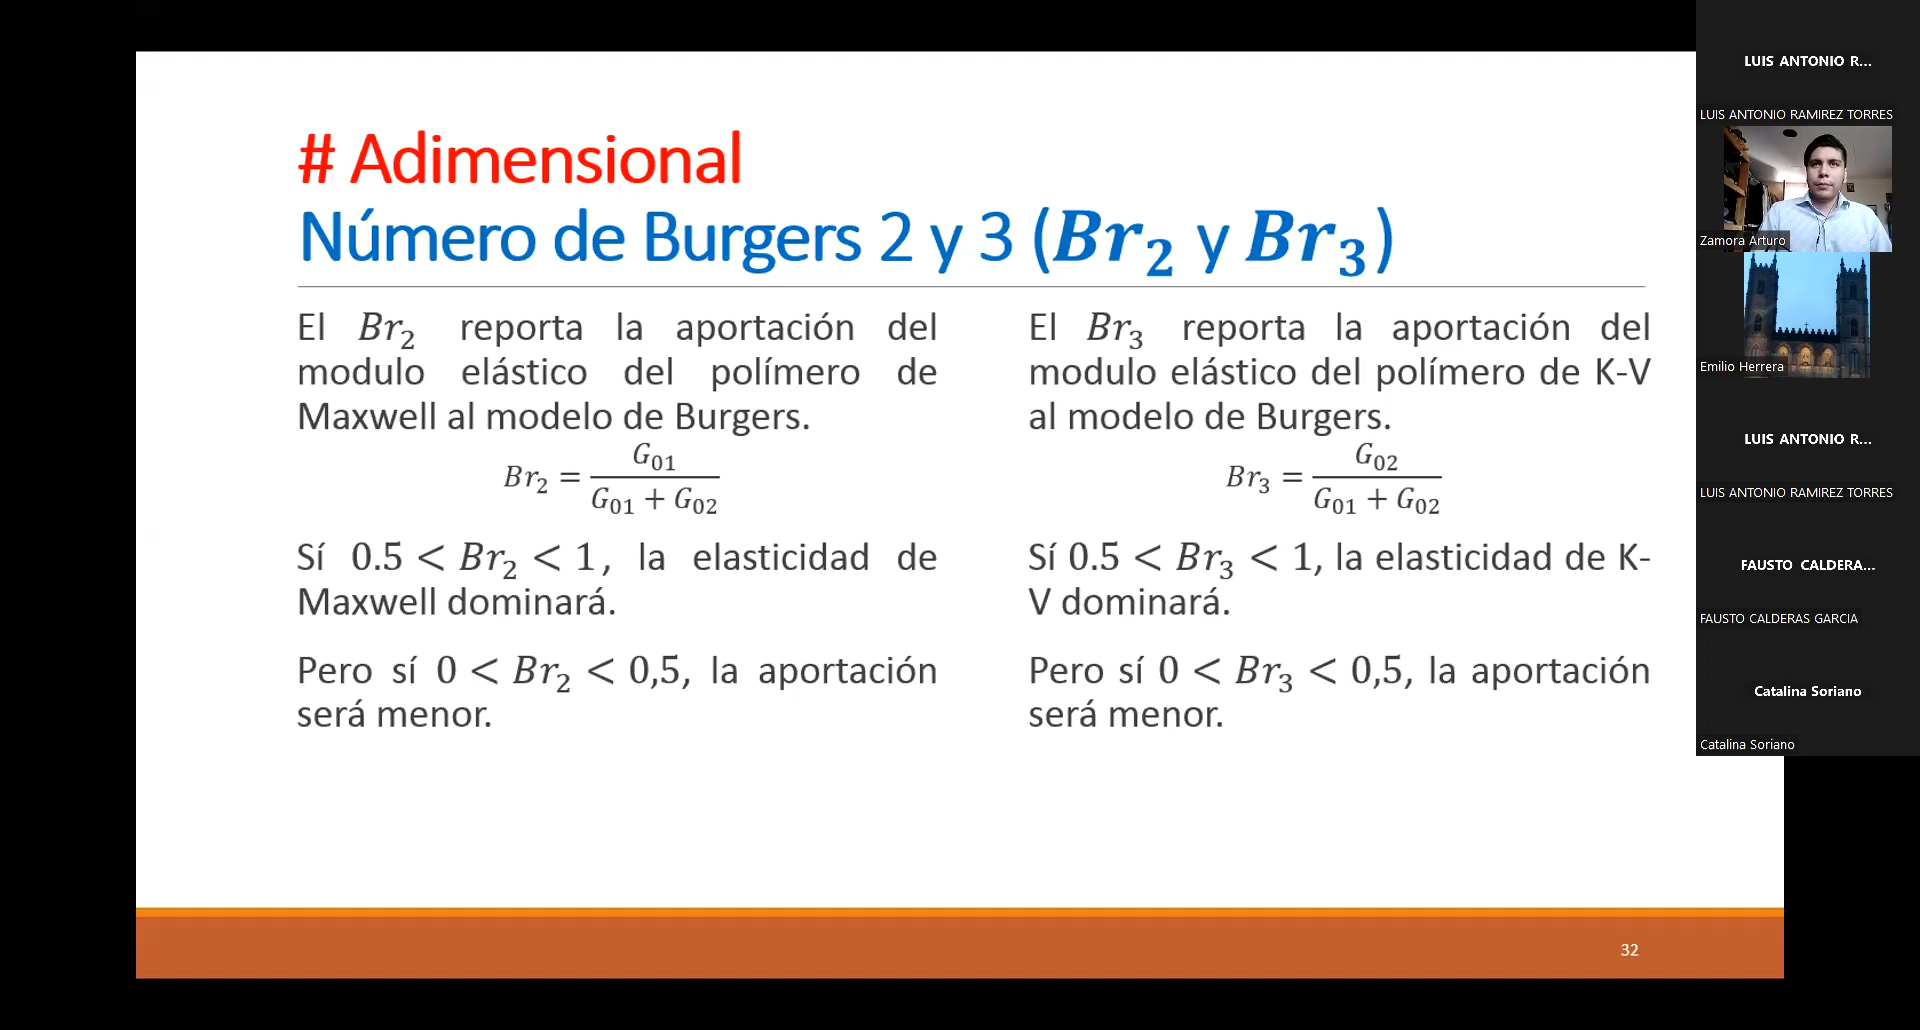 # Adimensional
Número de Burgers 2 y 3 (Br₂ y Br₃)
El Br₂ reporta la aportación del
modulo elástico del polímero de
Maxwell al modelo de Burgers.
Br₂ = G₀₁ / (G₀₁ + G₀₂)
Sí 0.5 < Br₂ < 1, la elasticidad de
Maxwell dominará.
Pero sí 0 < Br₂ < 0,5, la aportación
será menor.
El Br₃ reporta la aportación del
modulo elástico del polímero de K-V
al modelo de Burgers.
Br₃ = G₀₂ / (G₀₁ + G₀₂)
Sí 0.5 < Br₃ < 1, la elasticidad de K-
V dominará.
Pero sí 0 < Br₃ < 0,5, la aportación
será menor.
32
LUIS ANTONIO R...
LUIS ANTONIO RAMIREZ TORRES
Zamora Arturo
Emilio Herrera
LUIS ANTONIO R...
LUIS ANTONIO RAMIREZ TORRES
FAUSTO CALDERA...
FAUSTO CALDERAS GARCIA
Catalina Soriano
Catalina Soriano